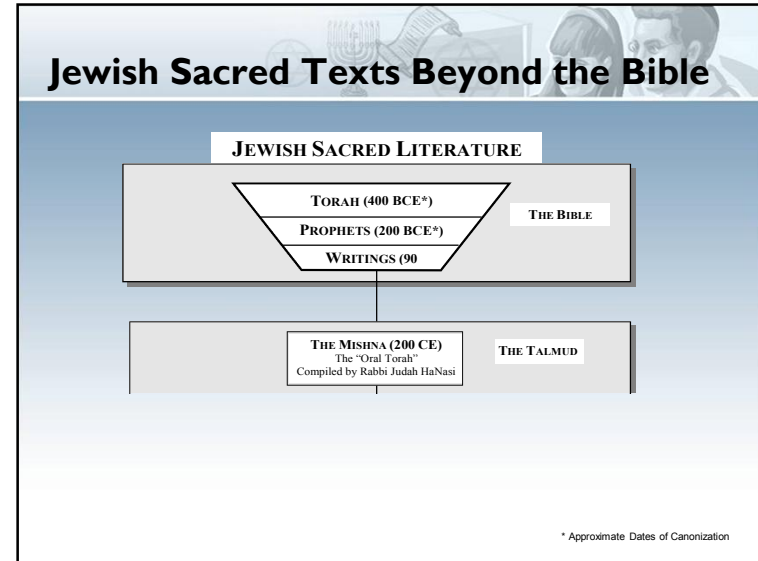 Jewish Sacred Texts Beyond the Bible
JEWISH SACRED LITERATURE
TORAH (400 BCE*)
PROPHETS (200 BCE*)
WRITINGS (90
THE BIBLE
THE MISHNA (200 CE)
The “Oral Torah”
Compiled by Rabbi Judah HaNasi
THE TALMUD
* Approximate Dates of Canonization